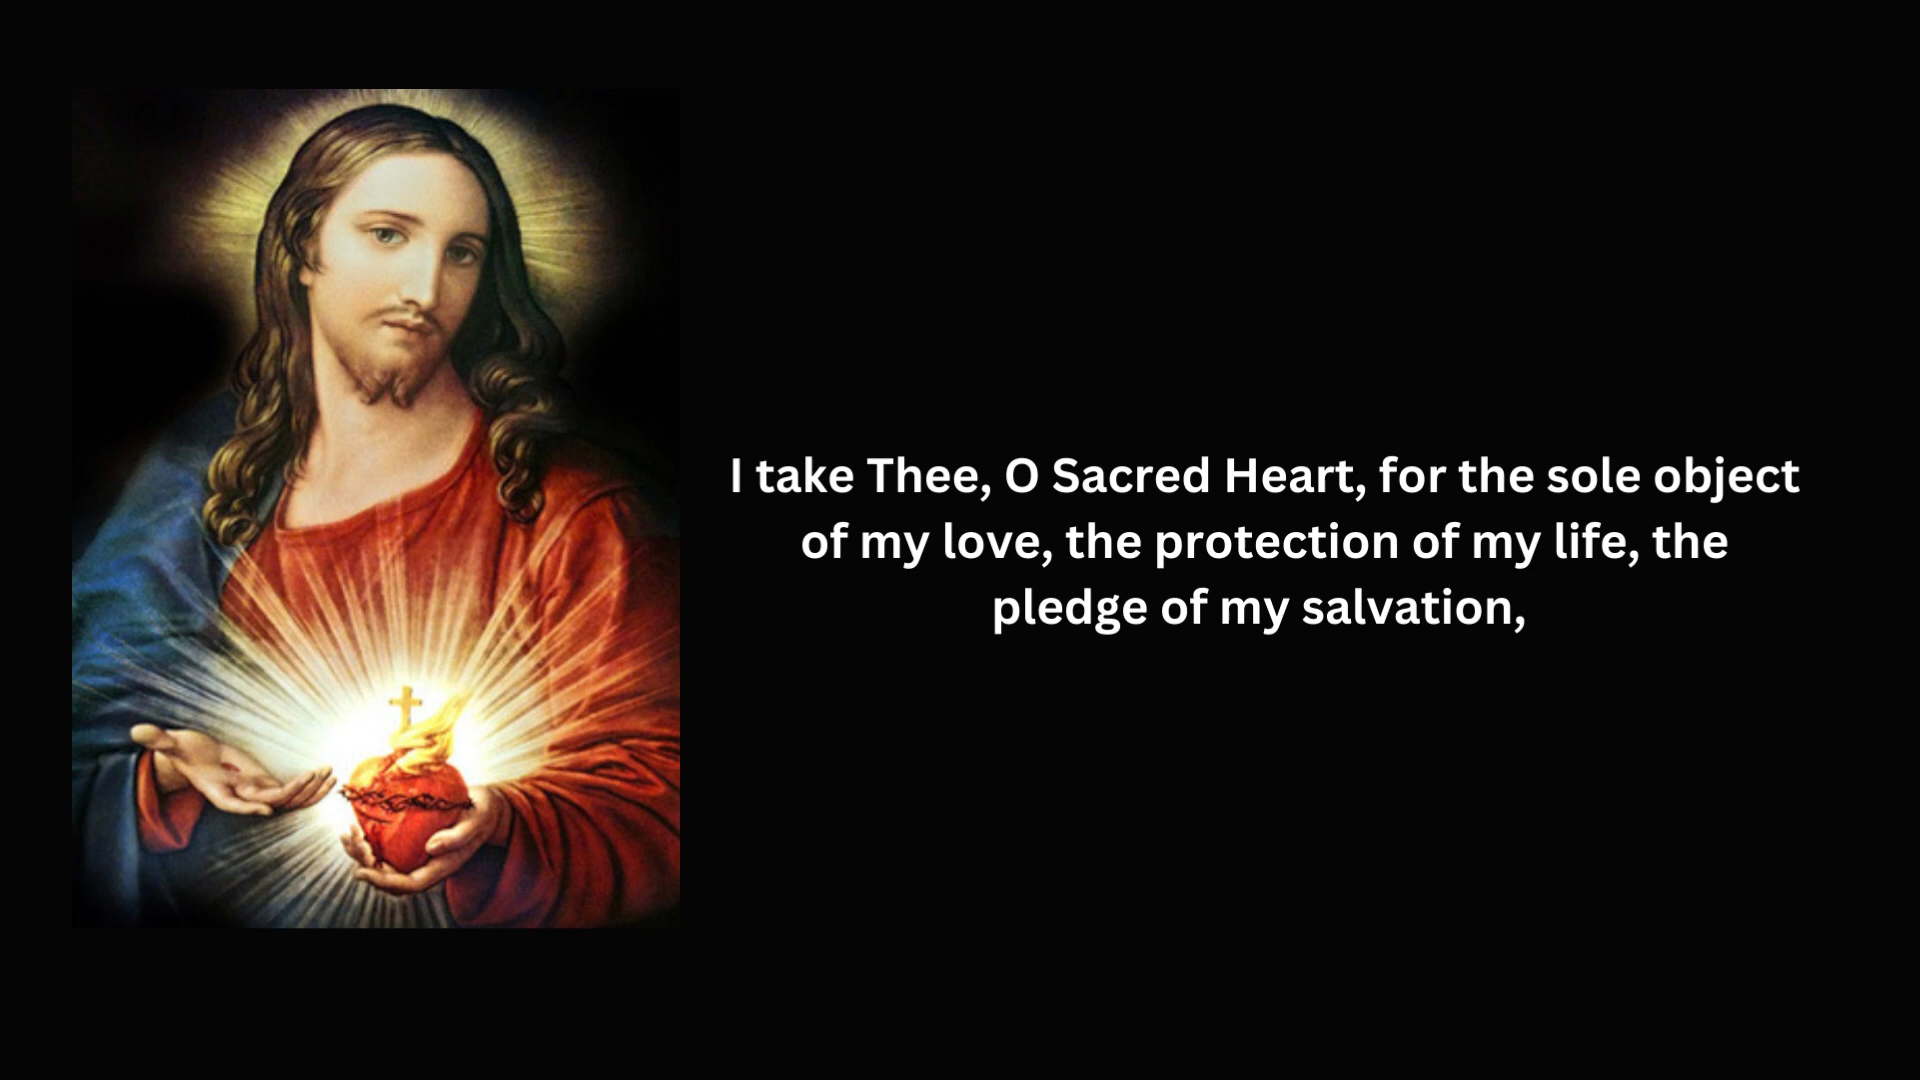 I take Thee, O Sacred Heart, for the sole object
of my love, the protection of my life, the
pledge of my salvation,